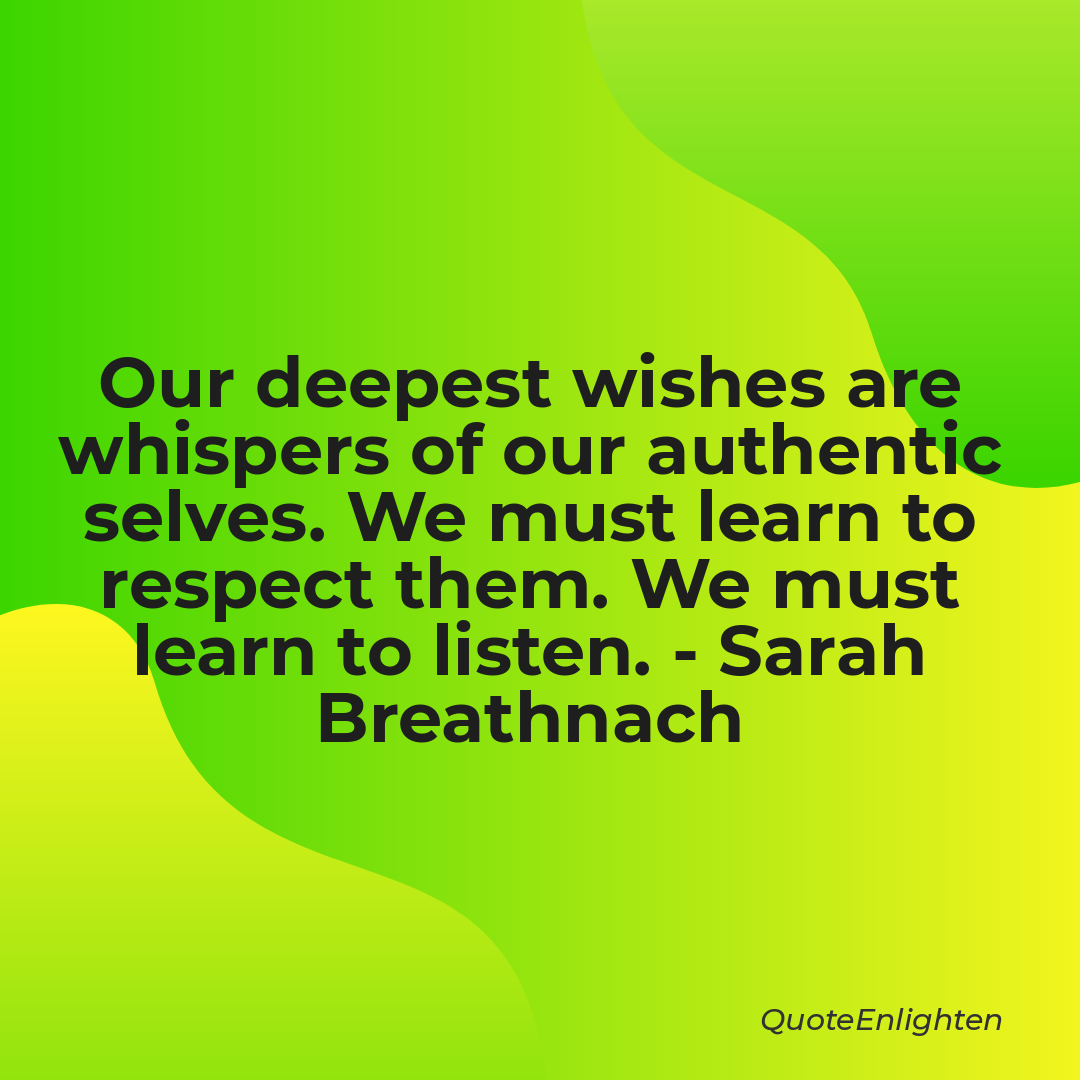 Our deepest wishes are
whispers of our authentic
selves. We must learn to
respect them. We must
learn to listen. - Sarah
Breathnach
QuoteEnlighten